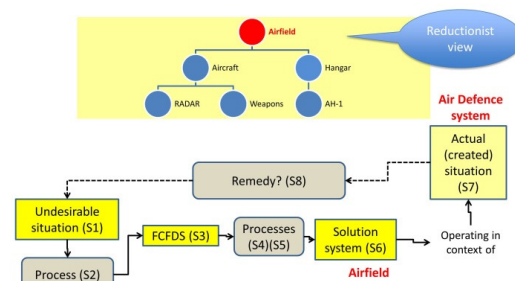 Airfield
Reductionist
view
Aircraft
Hangar
RADAR
Weapons
AH-1
Air Defence
system
Actual
(created)
situation
(S7)
Remedy? (S8)
Undesirable
situation (S1)
FCFDS (S3)
Processes
(S4)(S5)
Solution
system (S6)
Operating in
context of
Process (S2)
Airfield